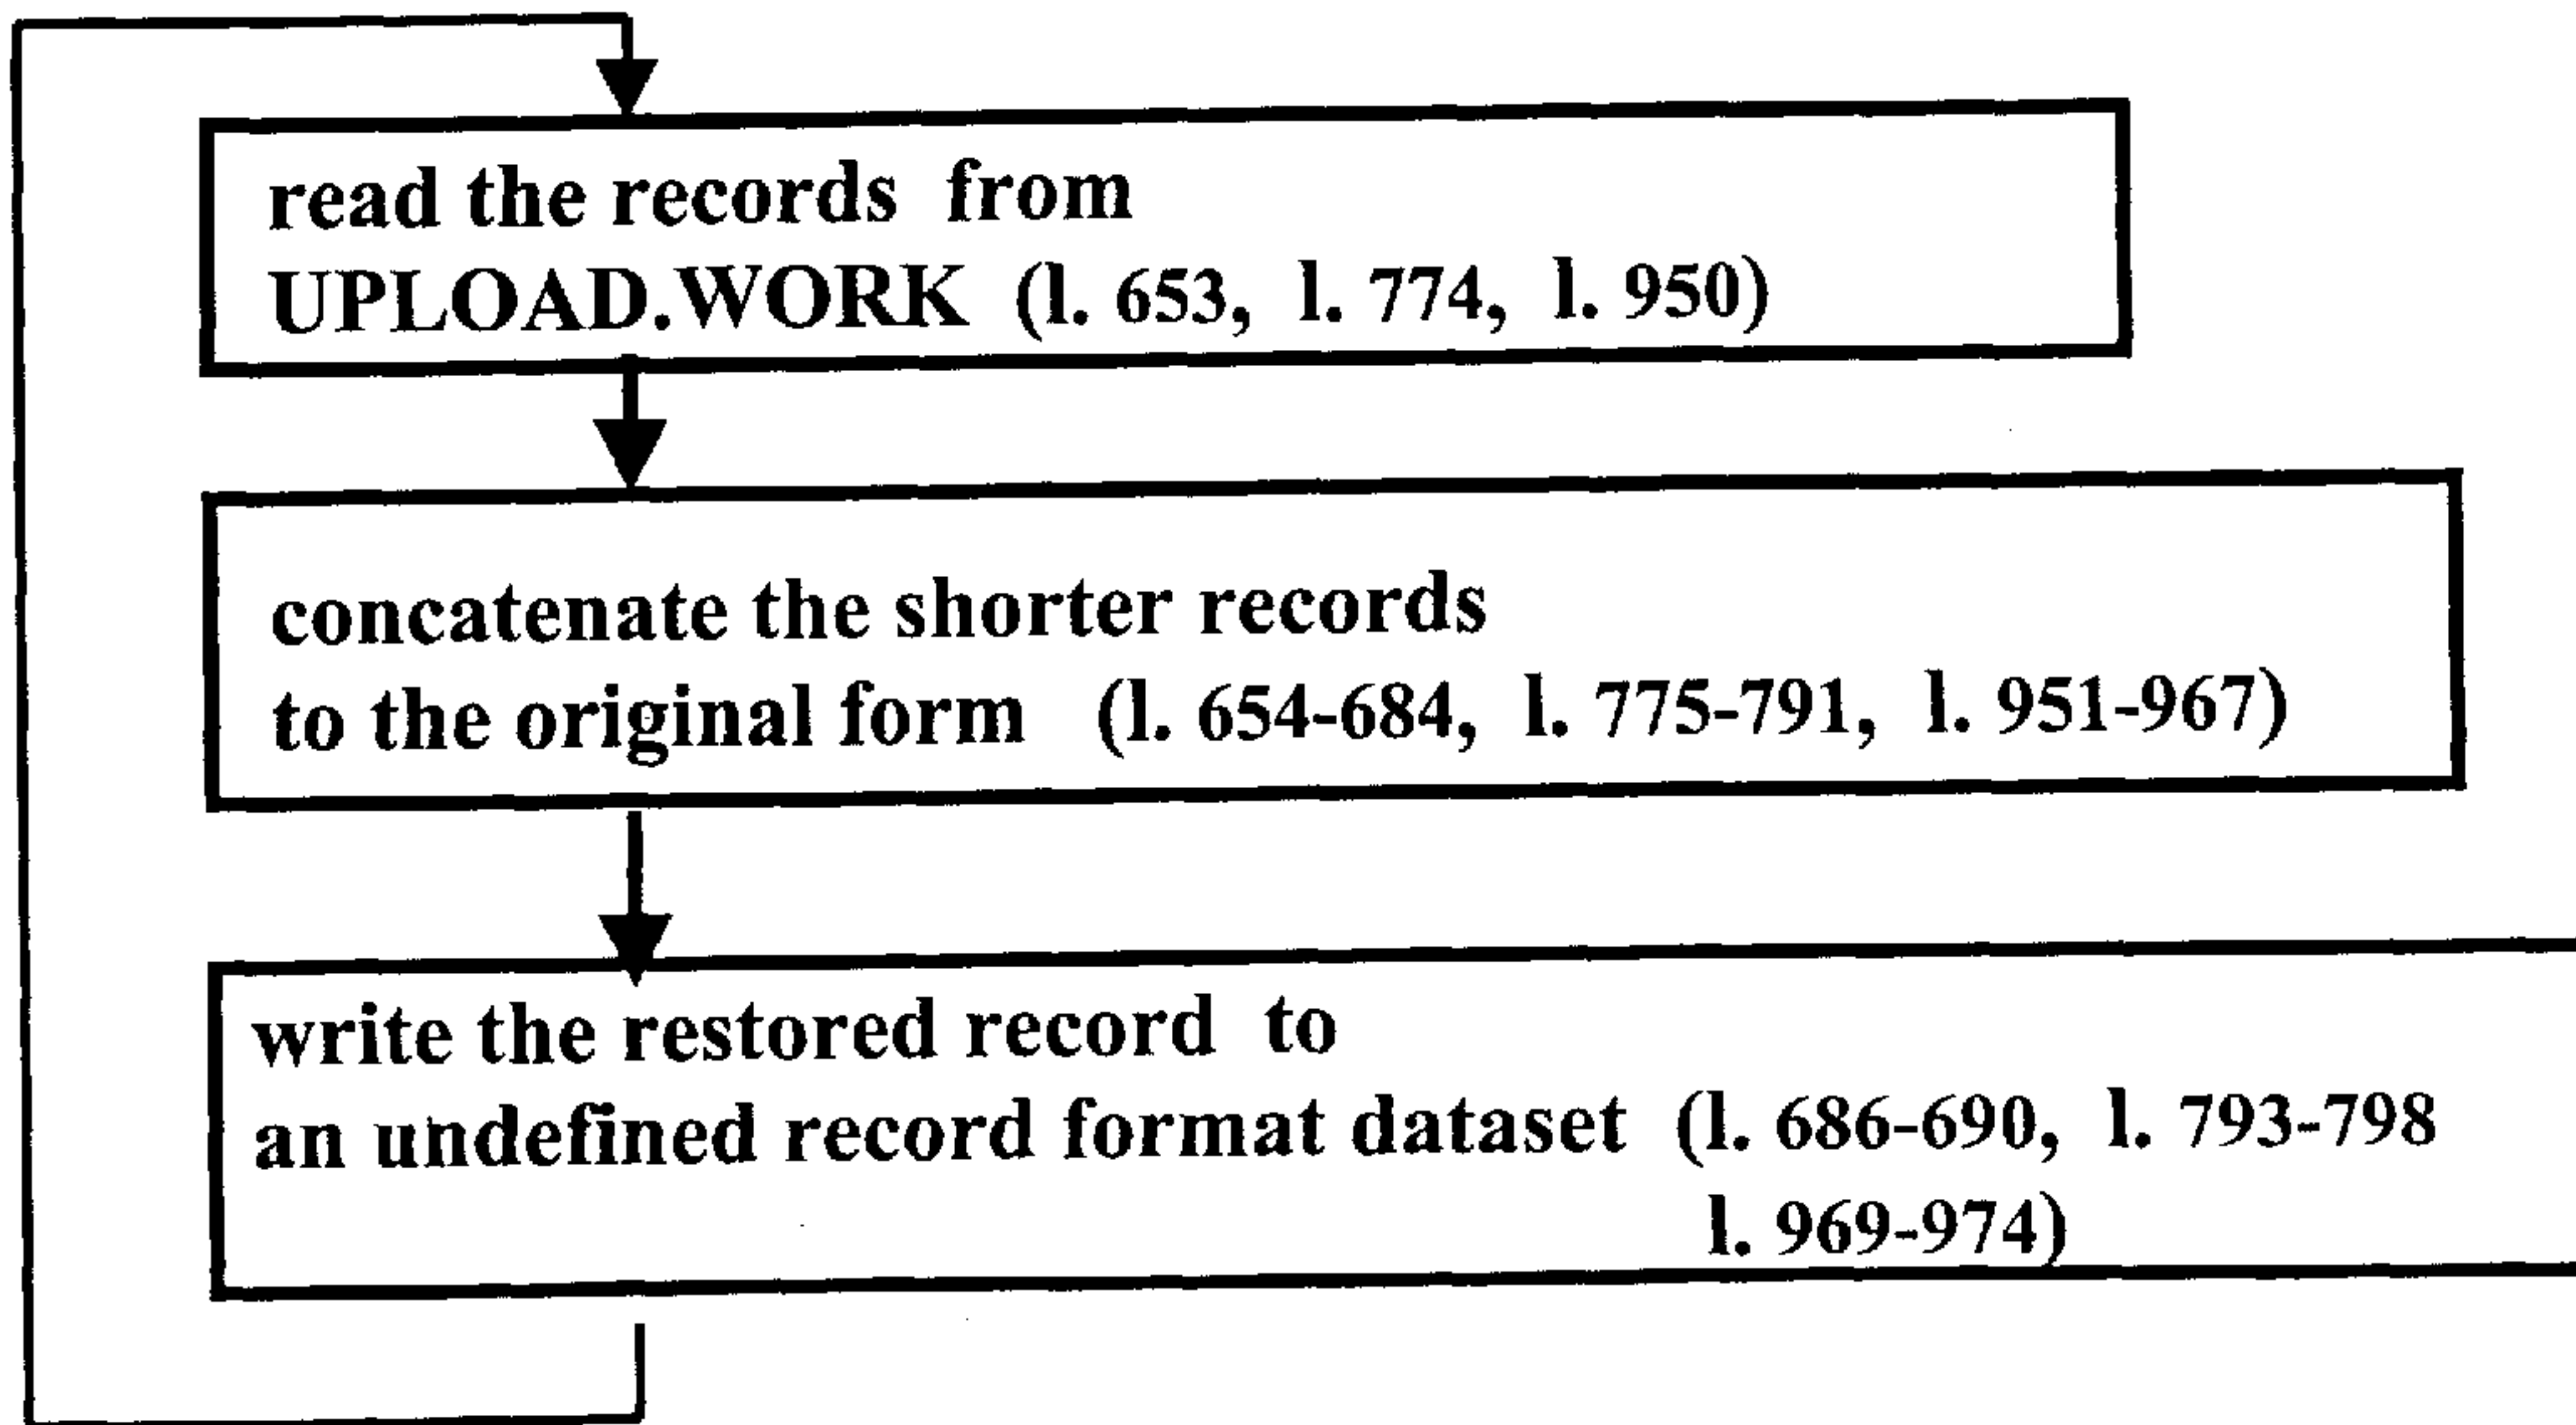 read the records from
UPLOAD.WORK (l. 653, l. 774, l. 950)
concatenate the shorter records
to the original form (l. 654-684, l. 775-791, l. 951-967)
write the restored record to
an undefined record format dataset (l. 686-690, l. 793-798
l. 969-974)